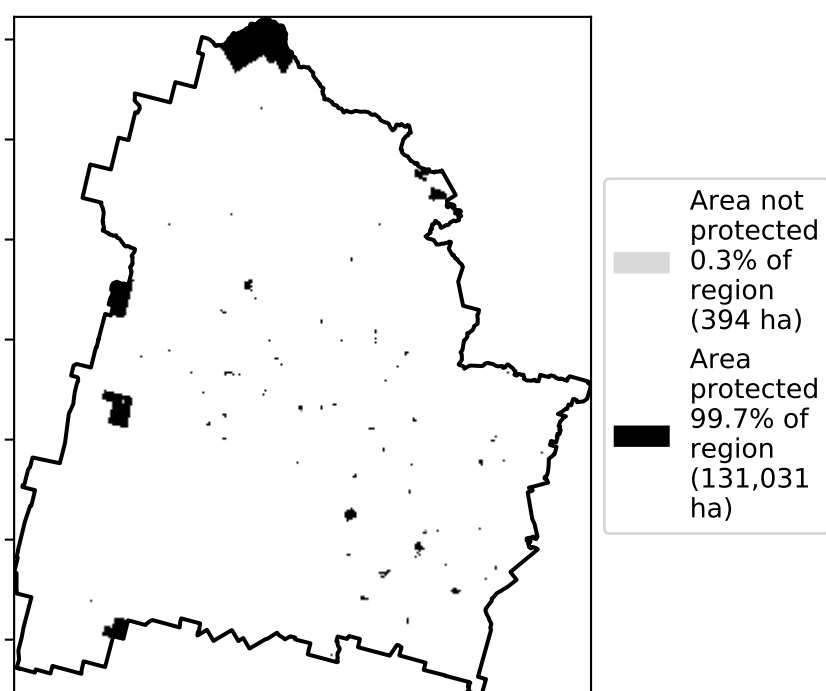 Area not
protected
0.3% of
region
(394 ha)
Area
protected
99.7% of
region
(131,031
ha)